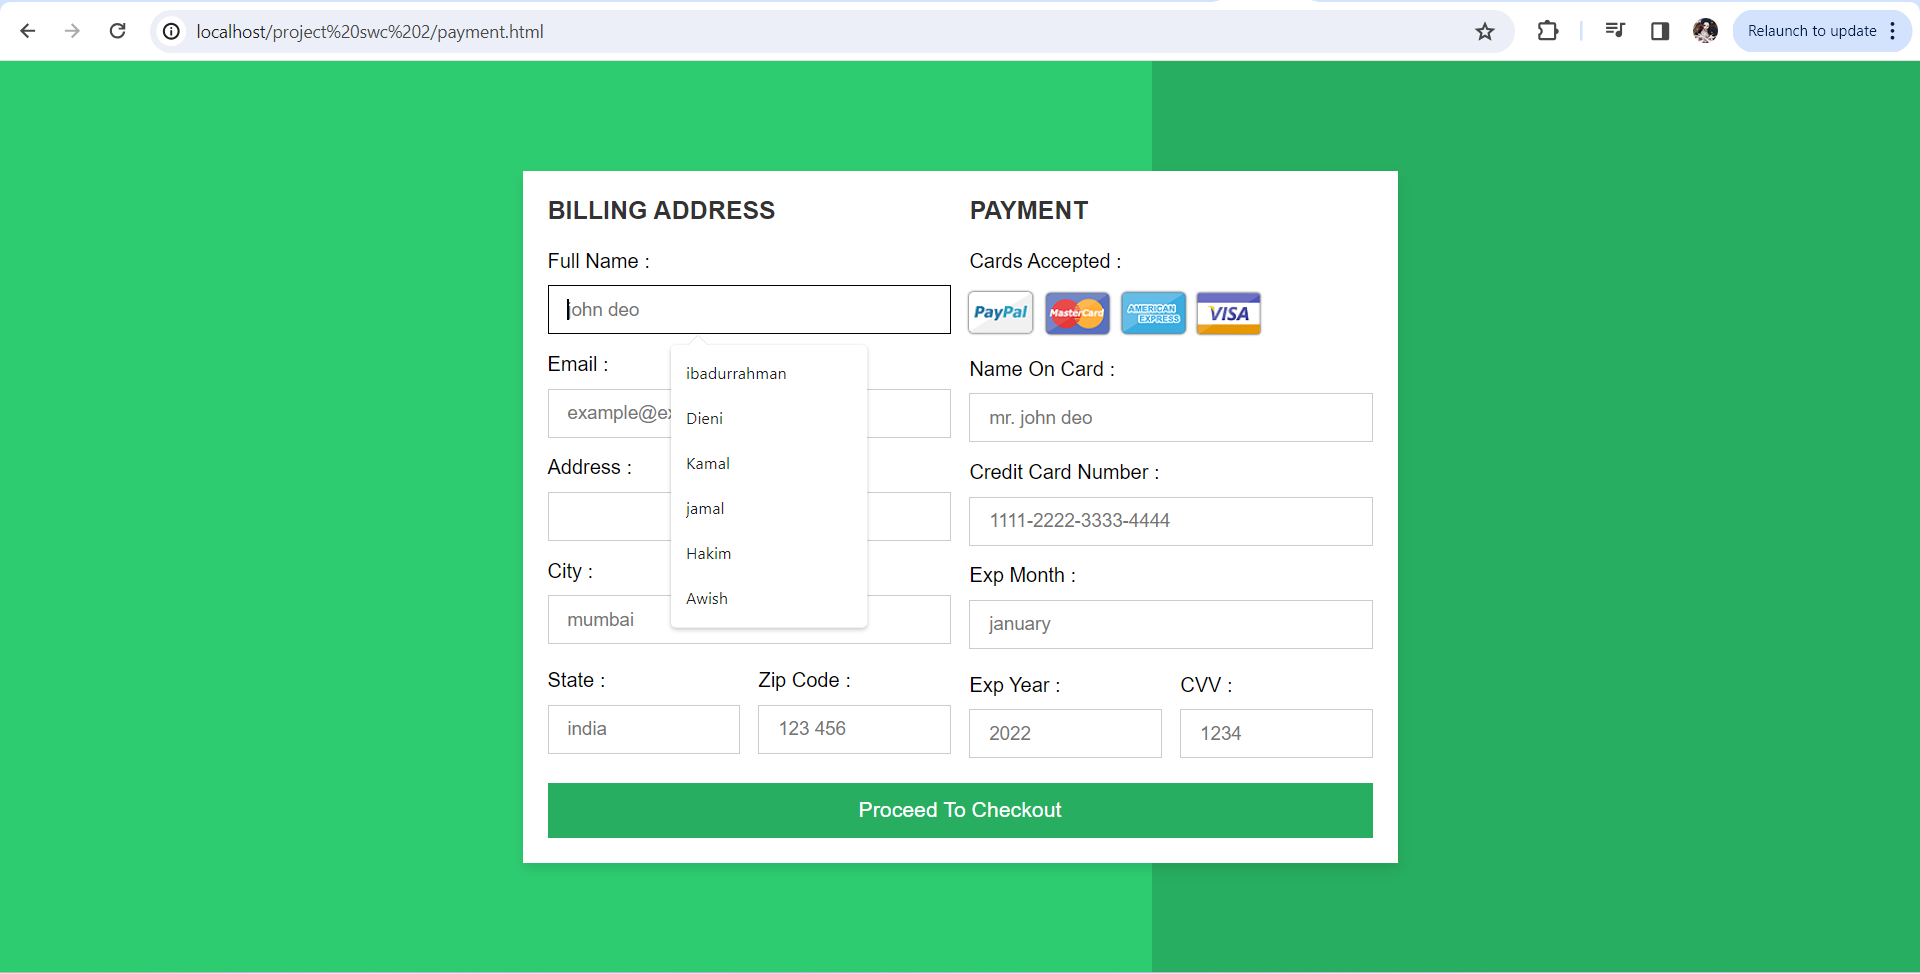 localhost/project%20swc%202/payment.html
Relaunch to update
BILLING ADDRESS
Full Name :
john deo
Email :
example@ex
Address :
City :
mumbai
ibadurrahman
Dieni
Kamal
jamal
Hakim
Awish
State :
Zip Code :
india
123 456
PAYMENT
Cards Accepted :
PayPal
MasterCard
AMERICAN
EXPRESS
VISA
Name On Card :
mr. john deo
Credit Card Number :
1111-2222-3333-4444
Exp Month :
january
Exp Year :
CVV :
2022
1234
Proceed To Checkout